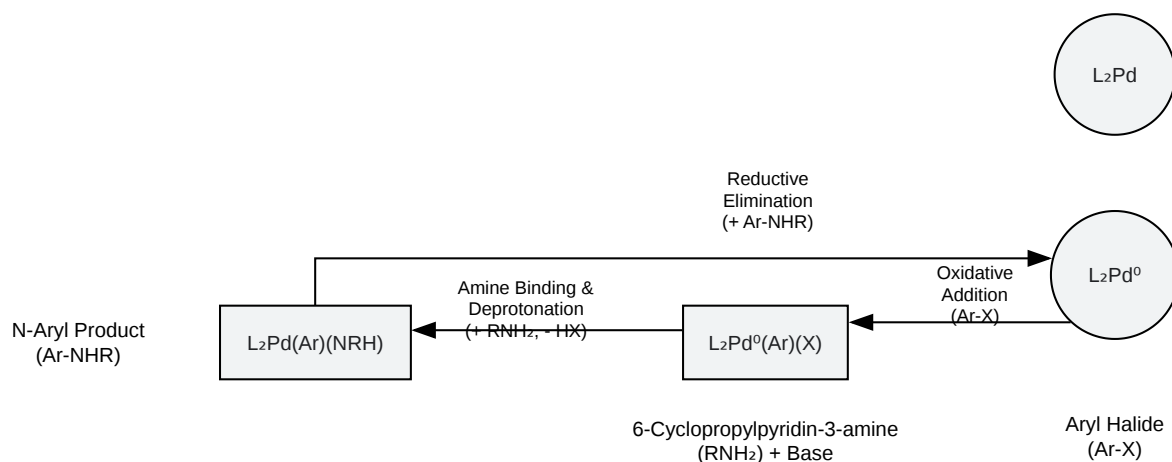 L₂Pd
Reductive
Elimination
(+ Ar-NHR)
L₂Pd⁰
Oxidative
Addition
(Ar-X)
Amine Binding &
Deprotonation
(+ RNH₂, - HX)
N-Aryl Product
(Ar-NHR)
L₂Pd(Ar)(NRH)
L₂Pd⁰(Ar)(X)
6-Cyclopropylpyridin-3-amine
(RNH₂) + Base
Aryl Halide
(Ar-X)